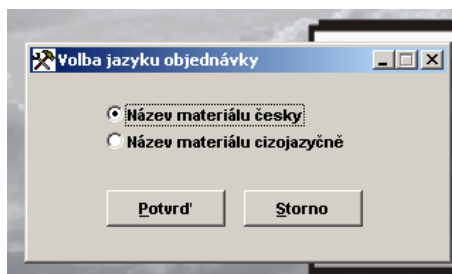 Volba jazyku objednávky
Název materiálu česky
Název materiálu cizojazyčně
Potvrď Storno